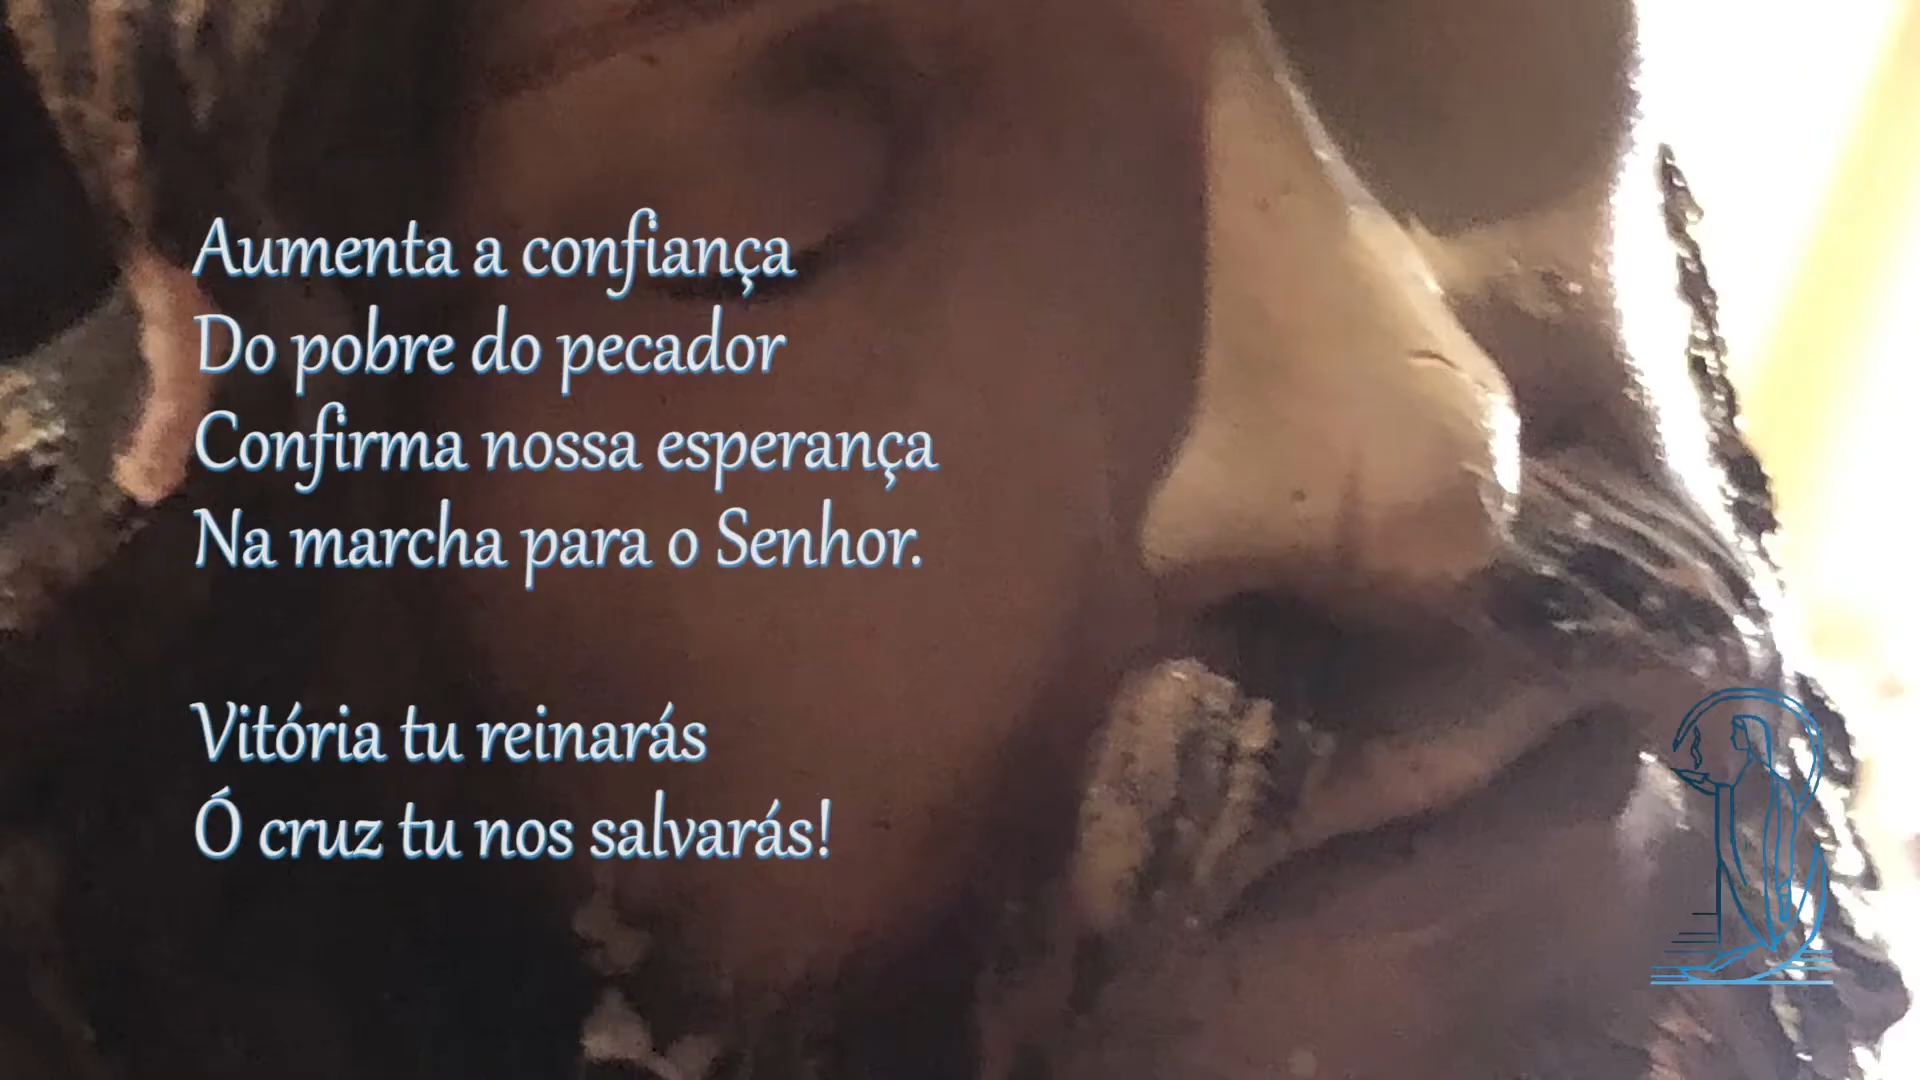 Aumenta a confiança
Do pobre do pecador
Confirma nossa esperança
Na marcha para o Senhor.
Vitória tu reinarás
Ó cruz tu nos salvarás!